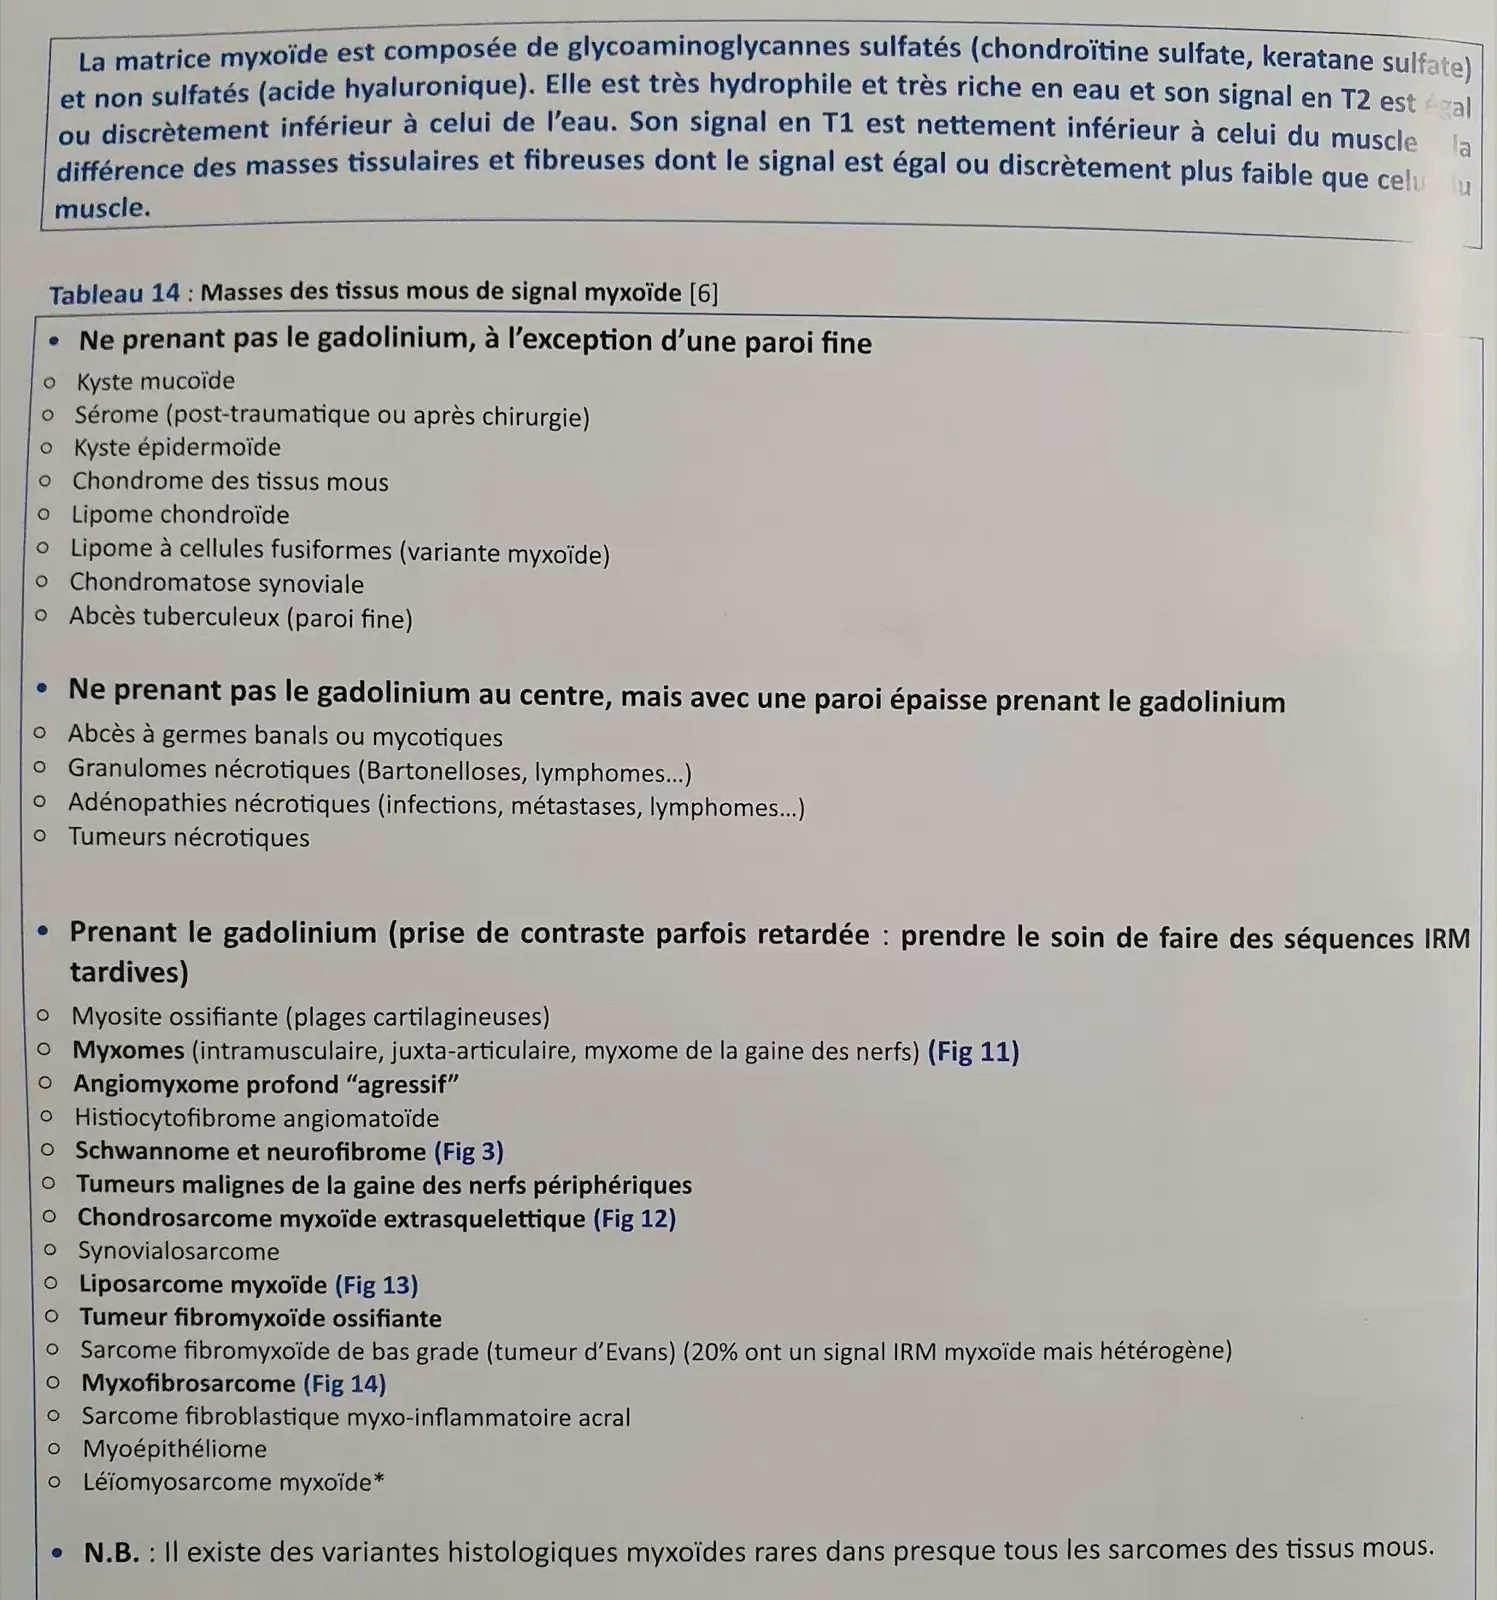 La matrice myxoïde est composée de glycoaminoglycannes sulfatés (chondroïtine sulfate, keratane sulfate)
et non sulfatés (acide hyaluronique). Elle est très hydrophile et très riche en eau et son signal en T2 est égal
ou discrètement inférieur à celui de l'eau. Son signal en T1 est nettement inférieur à celui du muscle la
différence des masses tissulaires et fibreuses dont le signal est égal ou discrètement plus faible que celui du
muscle.
Tableau 14 : Masses des tissus mous de signal myxoïde [6]
• Ne prenant pas le gadolinium, à l'exception d'une paroi fine
o Kyste mucoïde
o Sérome (post-traumatique ou après chirurgie)
o Kyste épidermoïde
o Chondrome des tissus mous
o Lipome chondroïde
o Lipome à cellules fusiformes (variante myxoïde)
o Chondromatose synoviale
o Abcès tuberculeux (paroi fine)
• Ne prenant pas le gadolinium au centre, mais avec une paroi épaisse prenant le gadolinium
o Abcès à germes banals ou mycotiques
o Granulomes nécrotiques (Bartonelloses, lymphomes...)
o Adénopathies nécrotiques (infections, métastases, lymphomes...)
o Tumeurs nécrotiques
• Prenant le gadolinium (prise de contraste parfois retardée : prendre le soin de faire des séquences IRM
tardives)
o Myosite ossifiante (plages cartilagineuses)
o Myxomes (intramusculaire, juxta-articulaire, myxome de la gaine des nerfs) (Fig 11)
o Angiomyxome profond “agressif”
o Histiocytofibrome angiomatoïde
o Schwannome et neurofibrome (Fig 3)
o Tumeurs malignes de la gaine des nerfs périphériques
o Chondrosarcome myxoïde extrasquelettique (Fig 12)
o Synovialosarcome
o Liposarcome myxoïde (Fig 13)
o Tumeur fibromyxoïde ossifiante
o Sarcome fibromyxoïde de bas grade (tumeur d'Evans) (20% ont un signal IRM myxoïde mais hétérogène)
o Myxofibrosarcome (Fig 14)
o Sarcome fibroblastique myxo-inflammatoire acral
o Myoépithéliome
o Léïomyosarcome myxoïde*
• N.B. : Il existe des variantes histologiques myxoïdes rares dans presque tous les sarcomes des tissus mous.